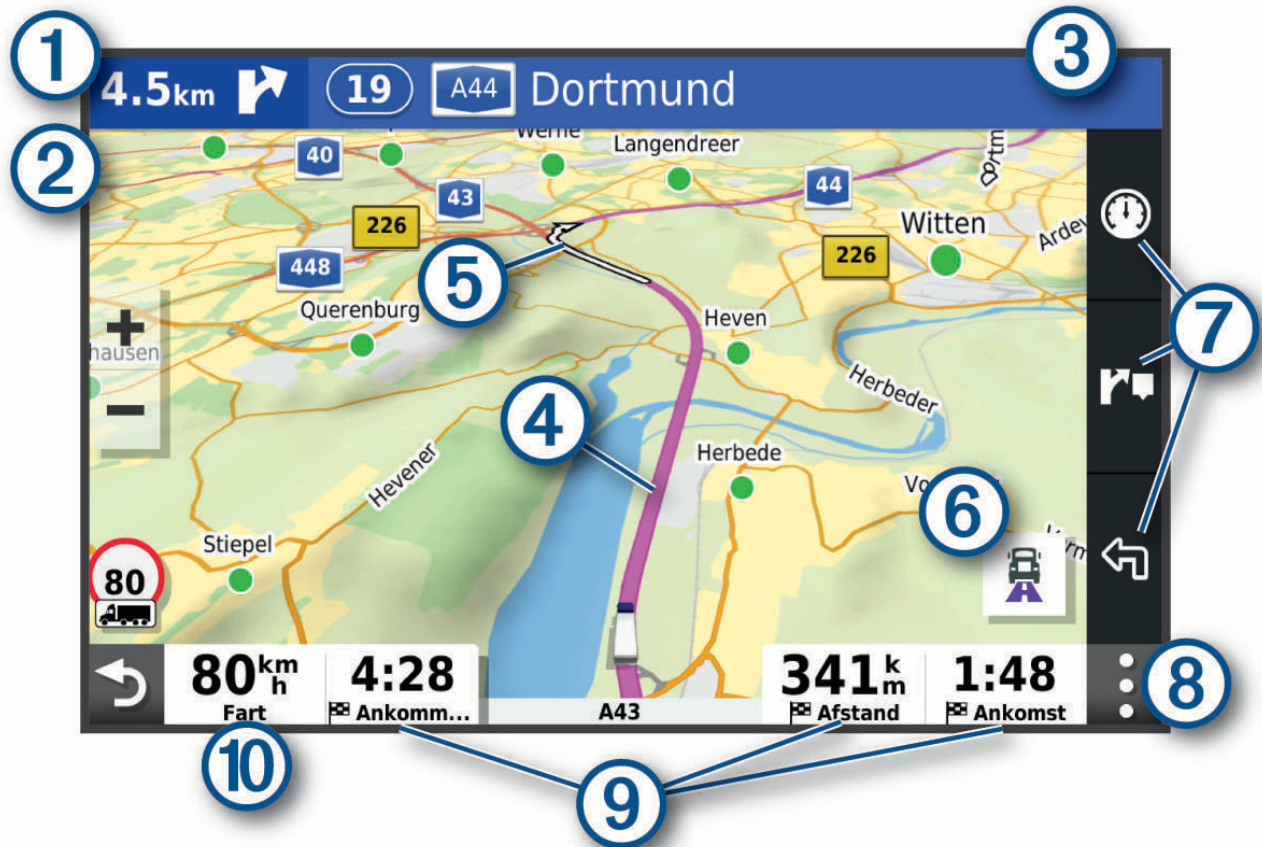 1
3
4.5km
19
A44
Dortmund
2
40
Werne
Langendreer
43
44
226
Witten
448
5
226
7
Querenburg
Heven
hausen
Herbeder
4
Herbede
Hevener
6
Stiepel
80
80 km h
4:28
341 k m
1:48
8
Fart
Ankomm...
A43
Afstand
Ankomst
10
9